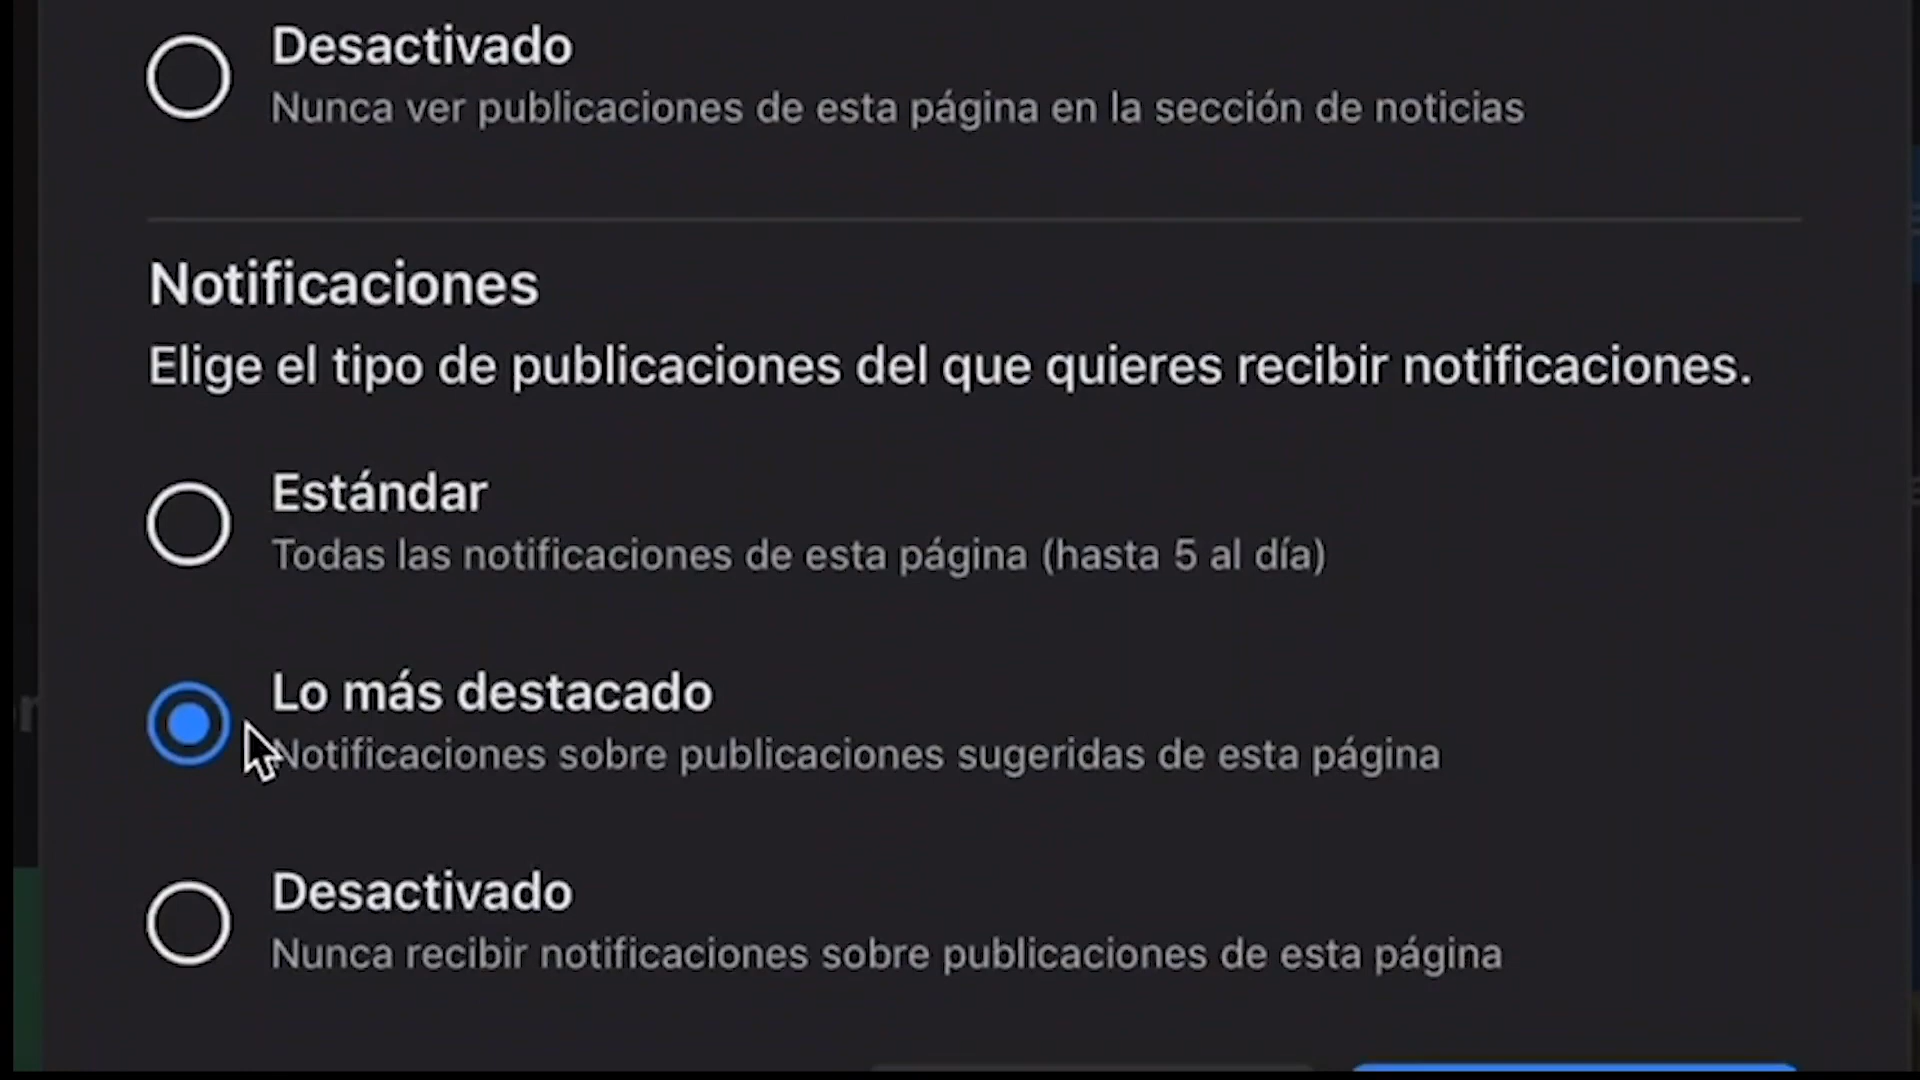 Desactivado
Nunca ver publicaciones de esta página en la sección de noticias
Notificaciones
Elige el tipo de publicaciones del que quieres recibir notificaciones.
Estándar
Todas las notificaciones de esta página (hasta 5 al día)
Lo más destacado
Notificaciones sobre publicaciones sugeridas de esta página
Desactivado
Nunca recibir notificaciones sobre publicaciones de esta página